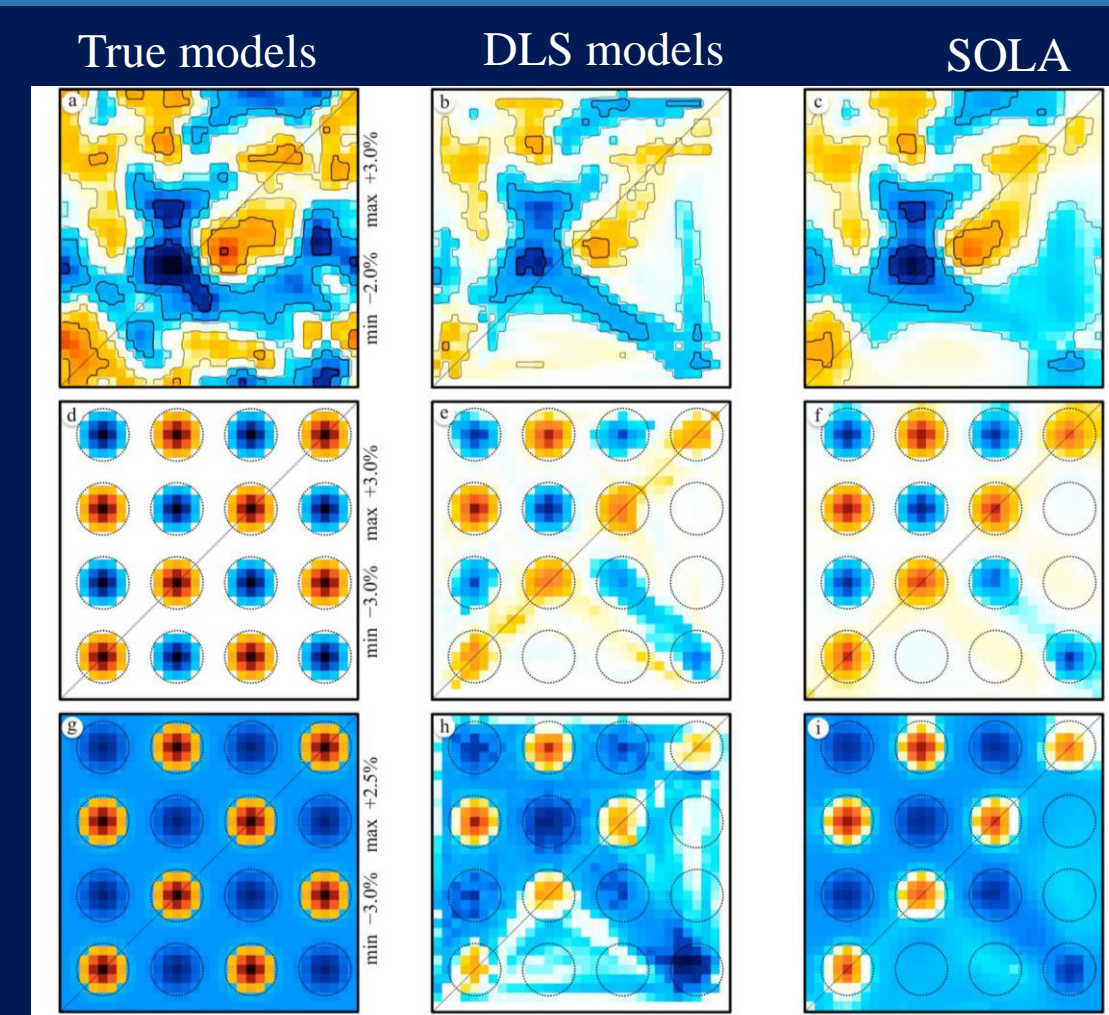 True models
DLS models
SOLA
a
b
c
min −2.0% max +3.0%
d
e
f
min −3.0% max +3.0%
g
h
i
min −3.0% max +2.5%